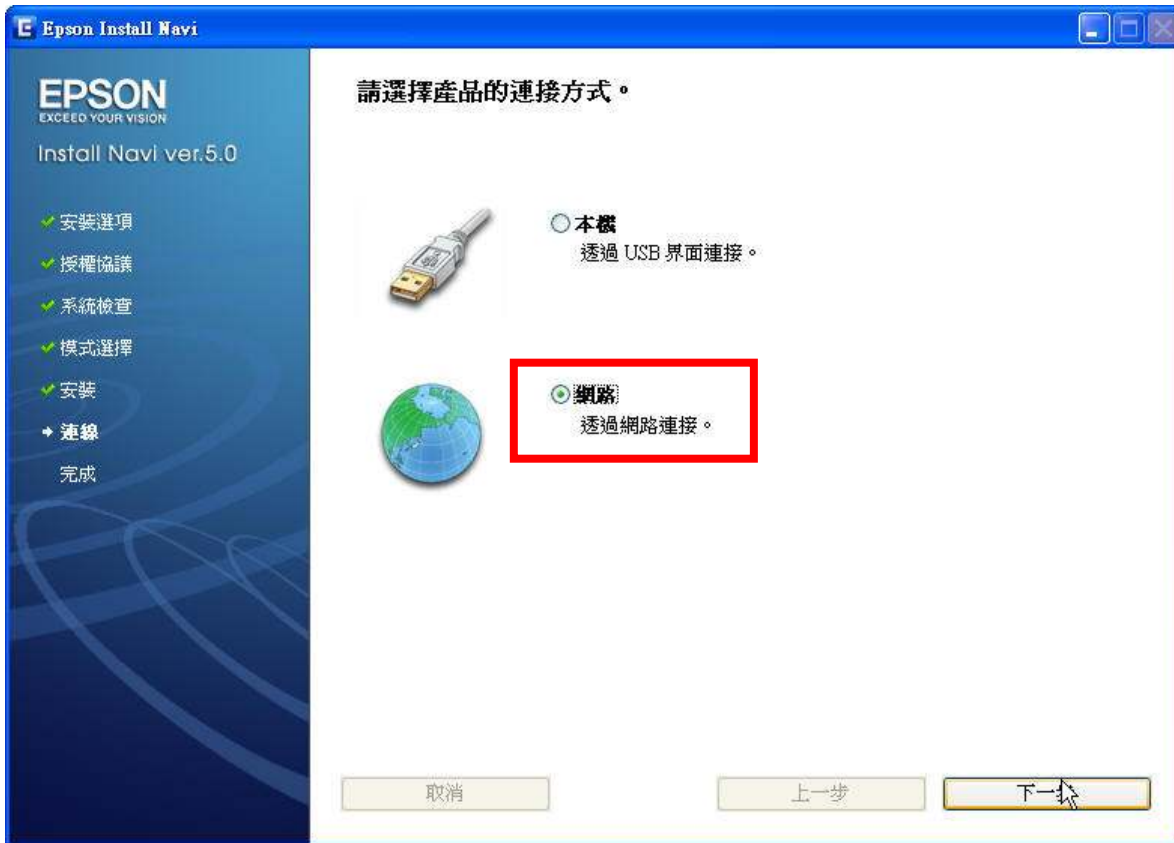 Epson Install Navi
EPSON
EXCEED YOUR VISION
Install Navi ver.5.0
安裝選項
授權協議
系統檢查
模式選擇
安裝
連線
完成
請選擇產品的連接方式。
本機
透過 USB 界面連接。
網路
透過網路連接。
取消
上一步
下一步